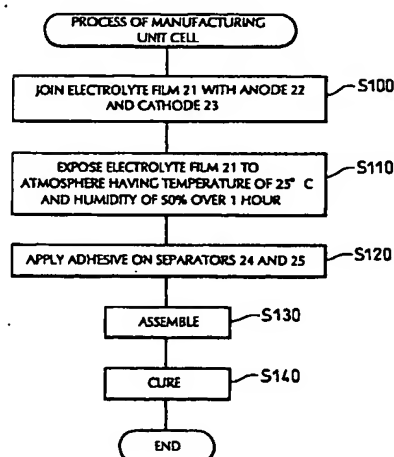 PROCESS OF MANUFACTURING
UNIT CELL
JOIN ELECTROLYTE FILM 21 WITH ANODE 22
AND CATHODE 23
S100
EXPOSE ELECTROLYTE FILM 21 TO
ATMOSPHERE HAVING TEMPERATURE OF 25° C
AND HUMIDITY OF 50% OVER 1 HOUR
S110
APPLY ADHESIVE ON SEPARATORS 24 AND 25
S120
ASSEMBLE
S130
CURE
S140
END